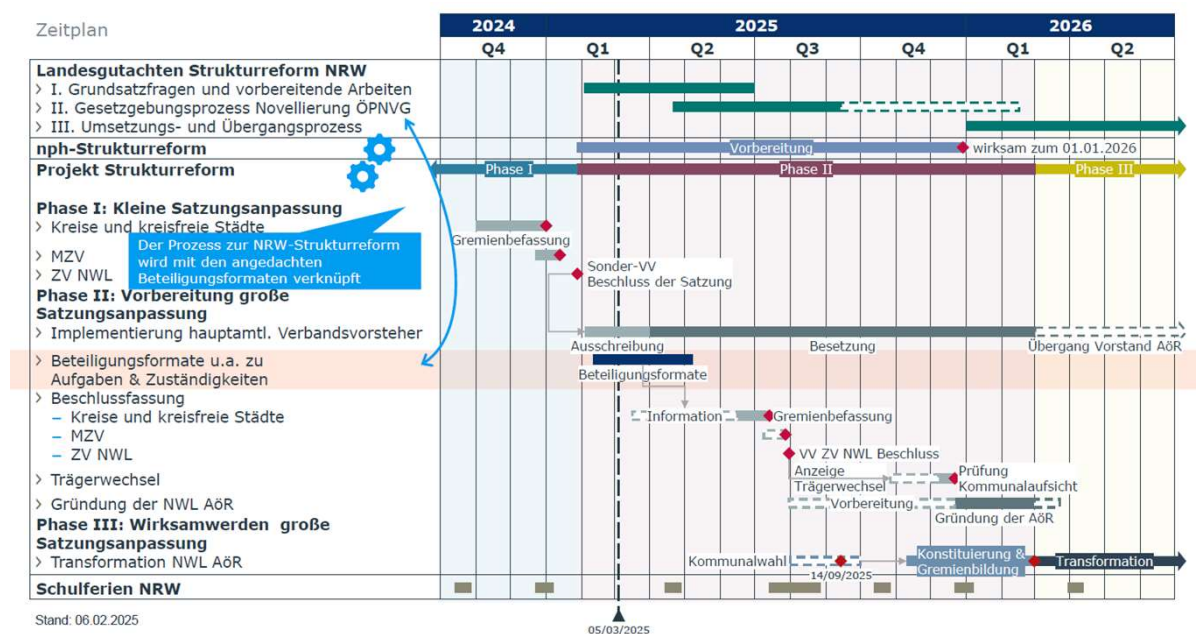 Zeitplan
2024
2025
2026
Q4
Q1
Q2
Q3
Q4
Q1
Q2
Landesgutachten Strukturreform NRW
> I. Grundsatzfragen und vorbereitende Arbeiten
> II. Gesetzgebungsprozess Novellierung ÖPNVG
> III. Umsetzungs- und Übergangsprozess
nph-Strukturreform
Vorbereitung
wirksam zum 01.01.2026
Projekt Strukturreform
Phase I
Phase II
Phase III
Phase I: Kleine Satzungsanpassung
> Kreise und kreisfreie Städte
Gremienbefassung
Der Prozess zur NRW-Strukturreform
wird mit den angedachten
Beteiligungsformaten verknüpft
> MZV
> ZV NWL
Sonder-VV
Beschluss der Satzung
Phase II: Vorbereitung große
Satzungsanpassung
> Implementierung hauptamtl. Verbandsvorsteher
Ausschreibung
Besetzung
Übergang Vorstand AöR
> Beteiligungsformate u.a. zu
Aufgaben & Zuständigkeiten
Beteiligungsformate
> Beschlussfassung
– Kreise und kreisfreie Städte
Information
Gremienbefassung
– MZV
– ZV NWL
VV ZV NWL Beschluss
> Trägerwechsel
Anzeige
Trägerwechsel
Prüfung
Kommunalaufsicht
> Gründung der NWL AöR
Vorbereitung
Gründung der AöR
Phase III: Wirksamwerden große
Satzungsanpassung
> Transformation NWL AöR
Kommunalwahl
14/09/2025
Konstituierung &
Gremienbildung
Transformation
Schulferien NRW
Stand: 06.02.2025
05/03/2025